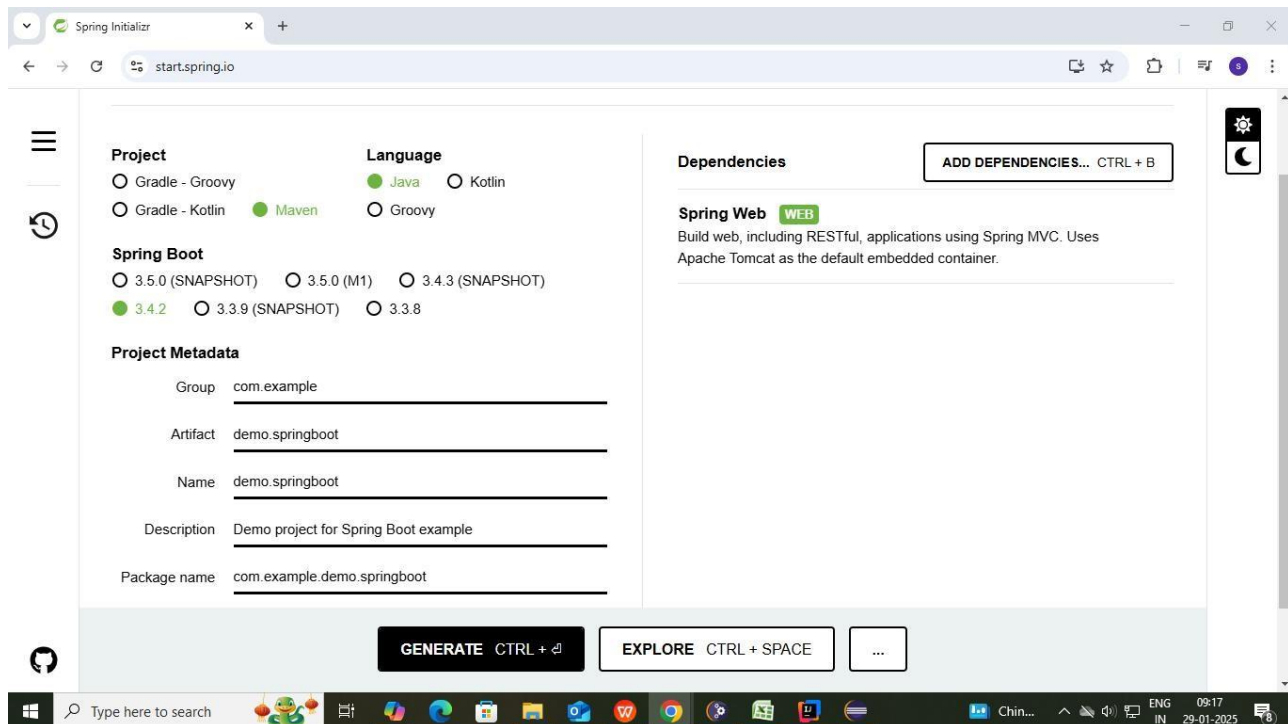 Spring Initializr
start.spring.io
S
Project
Gradle - Groovy
Gradle - Kotlin Maven
Language
Java Kotlin
Groovy
Spring Boot
3.5.0 (SNAPSHOT) 3.5.0 (M1) 3.4.3 (SNAPSHOT)
3.4.2 3.3.9 (SNAPSHOT) 3.3.8
Project Metadata
Group com.example
Artifact demo.springboot
Name demo.springboot
Description Demo project for Spring Boot example
Package name com.example.demo.springboot
Dependencies
ADD DEPENDENCIES... CTRL + B
Spring Web WEB
Build web, including RESTful, applications using Spring MVC. Uses
Apache Tomcat as the default embedded container.
GENERATE CTRL + ⏎
EXPLORE CTRL + SPACE
...
Type here to search
Chin...
ENG
IN
09:17
29-01-2025